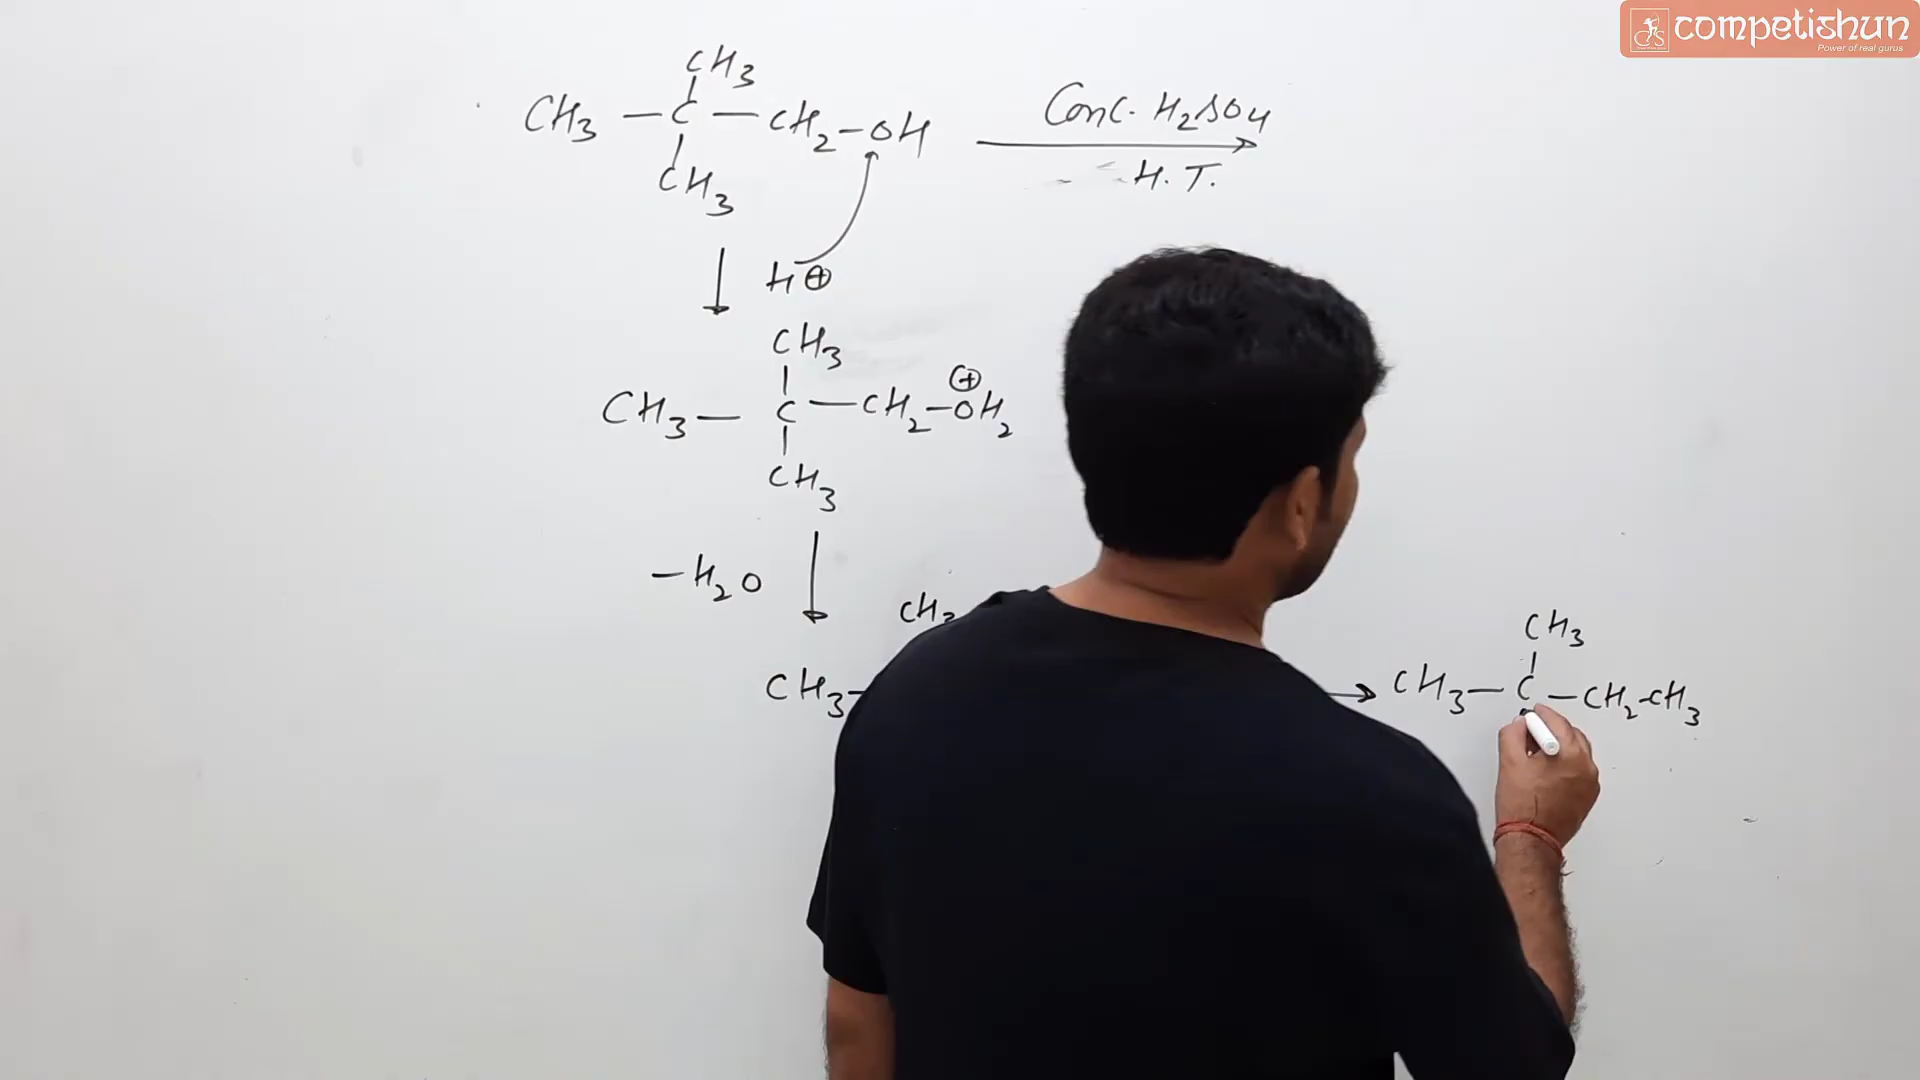 competishun
Power of real gurus
CH3
CH3 — C — CH2 — OH
CH3
Conc. H2SO4
H. T.
H⊕
CH3
CH3 — C — CH2 — O⊕H2
CH3
— H2O
CH3
CH3 —
CH3
CH3 — C — CH2 - CH3